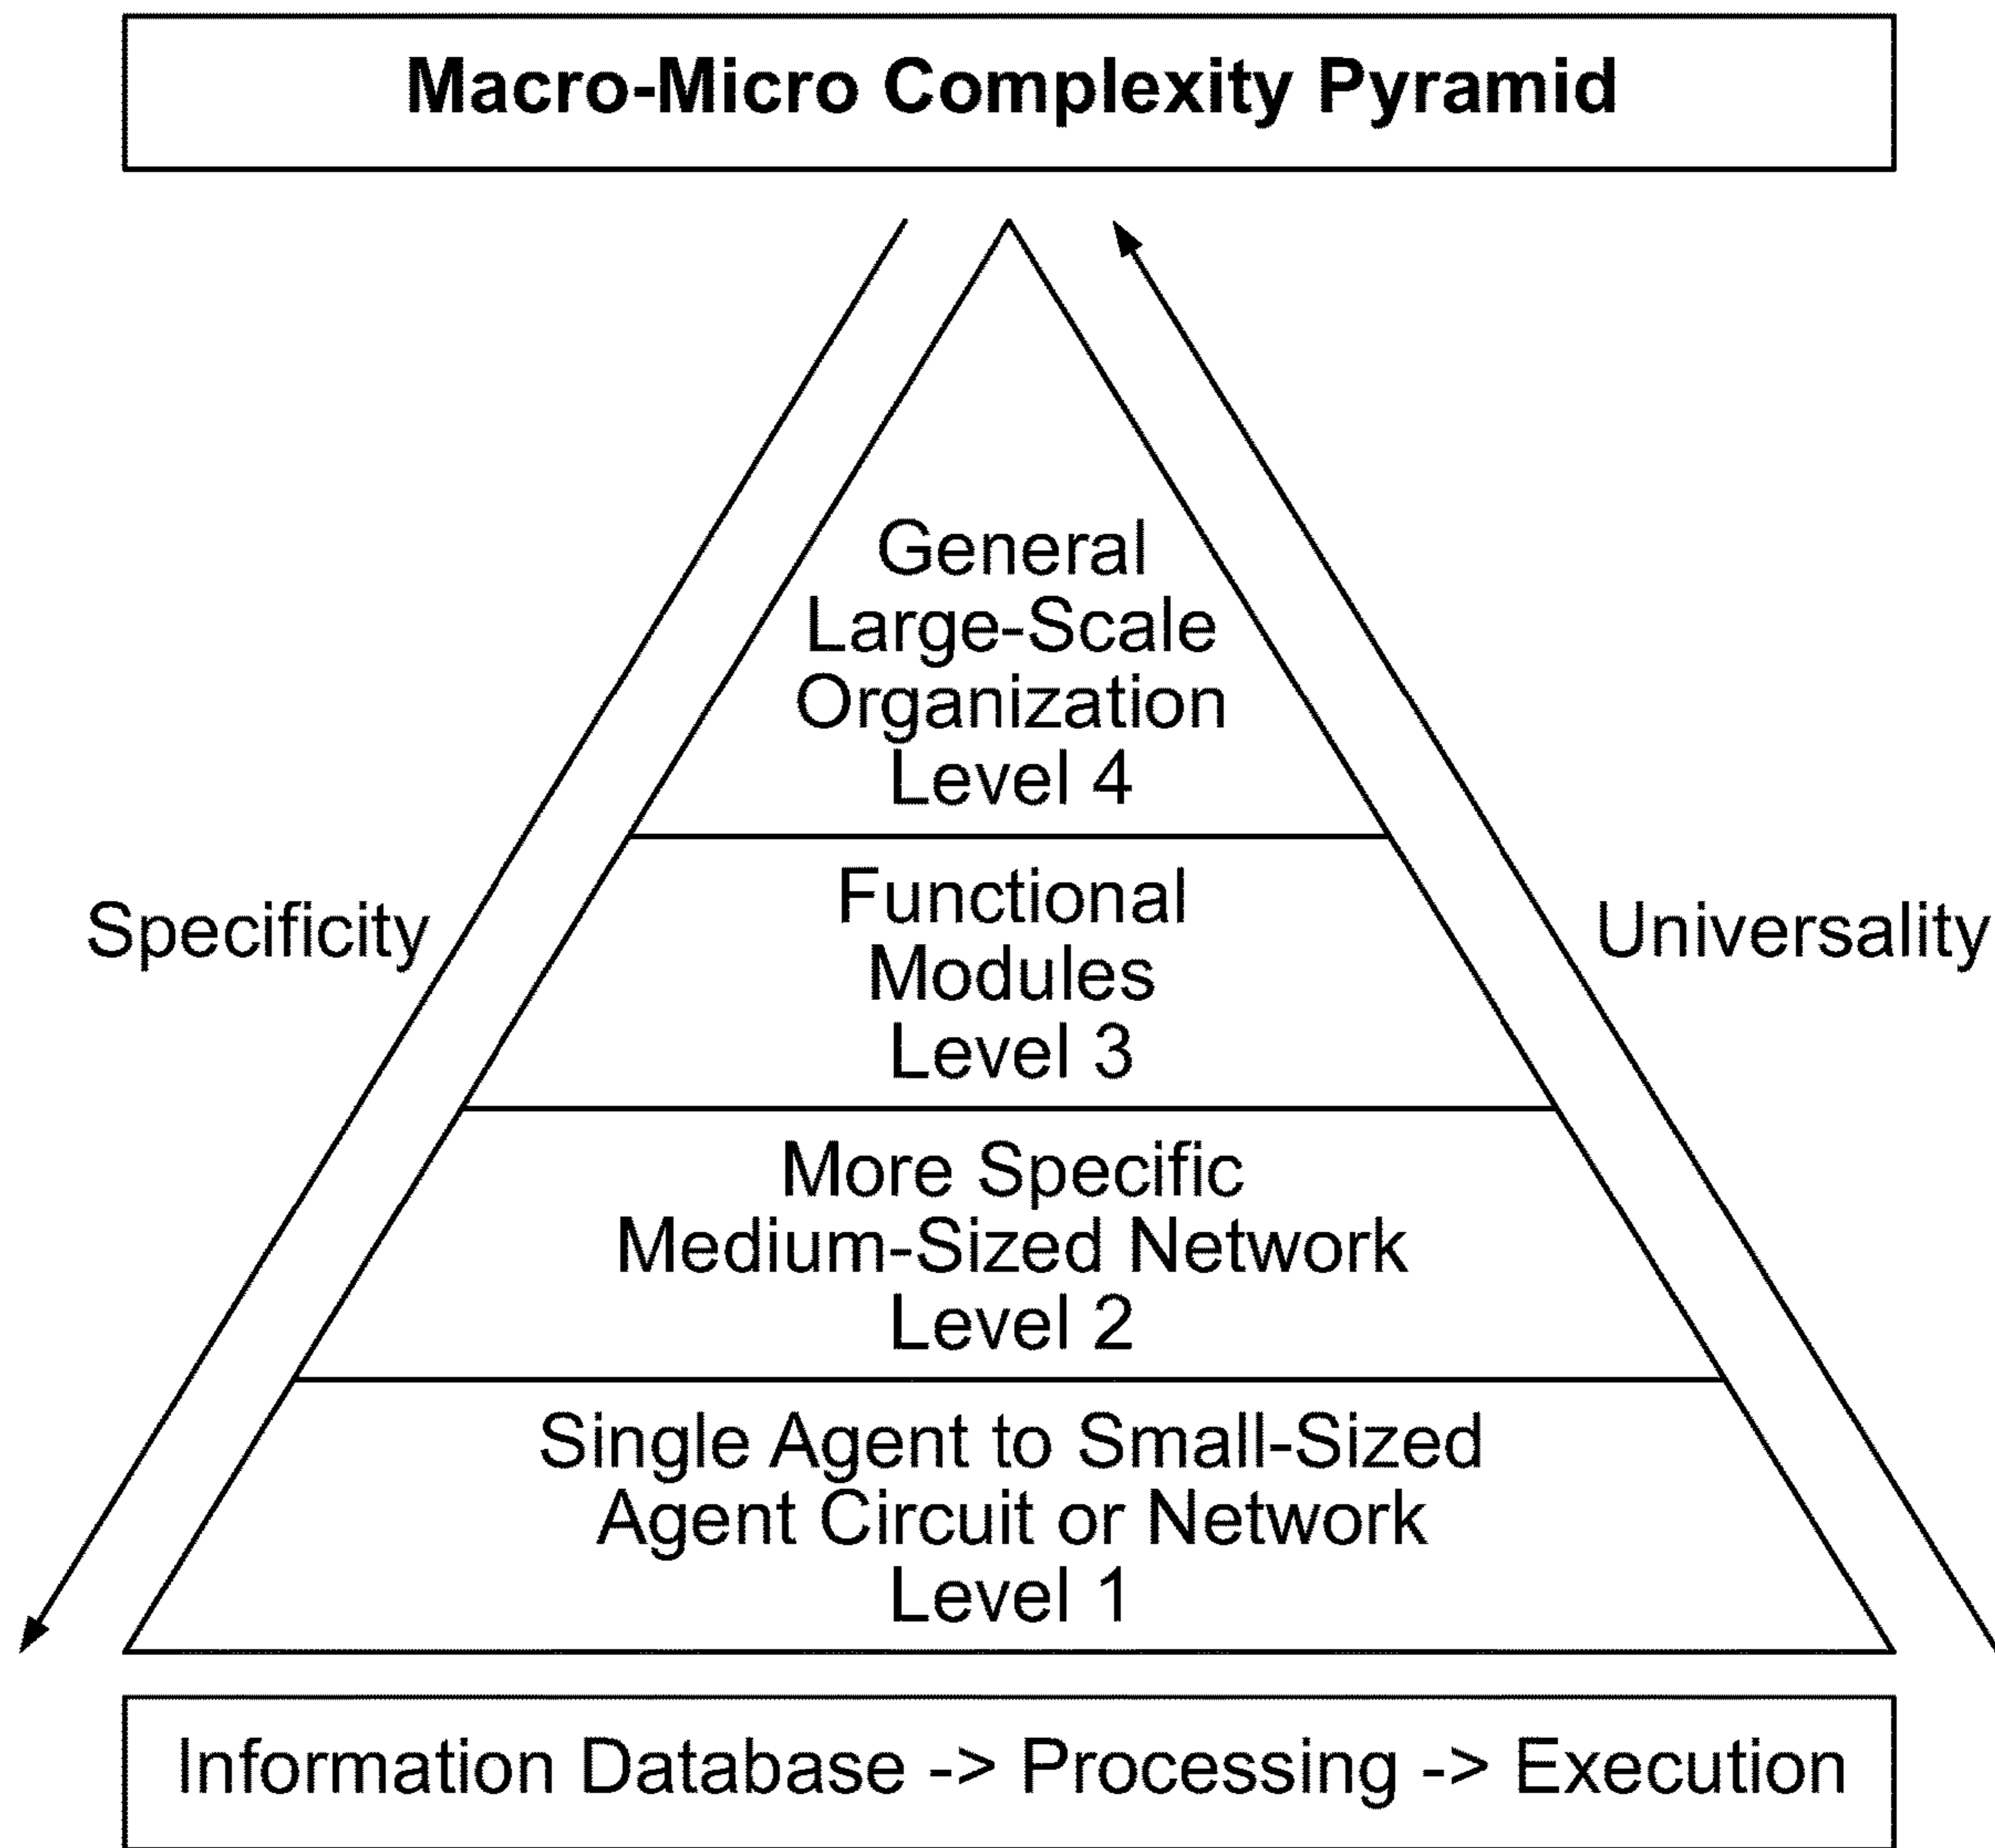 Macro-Micro Complexity Pyramid
General
Large-Scale
Organization
Level 4
Functional
Modules
Level 3
Specificity
Universality
More Specific
Medium-Sized Network
Level 2
Single Agent to Small-Sized
Agent Circuit or Network
Level 1
Information Database -> Processing -> Execution